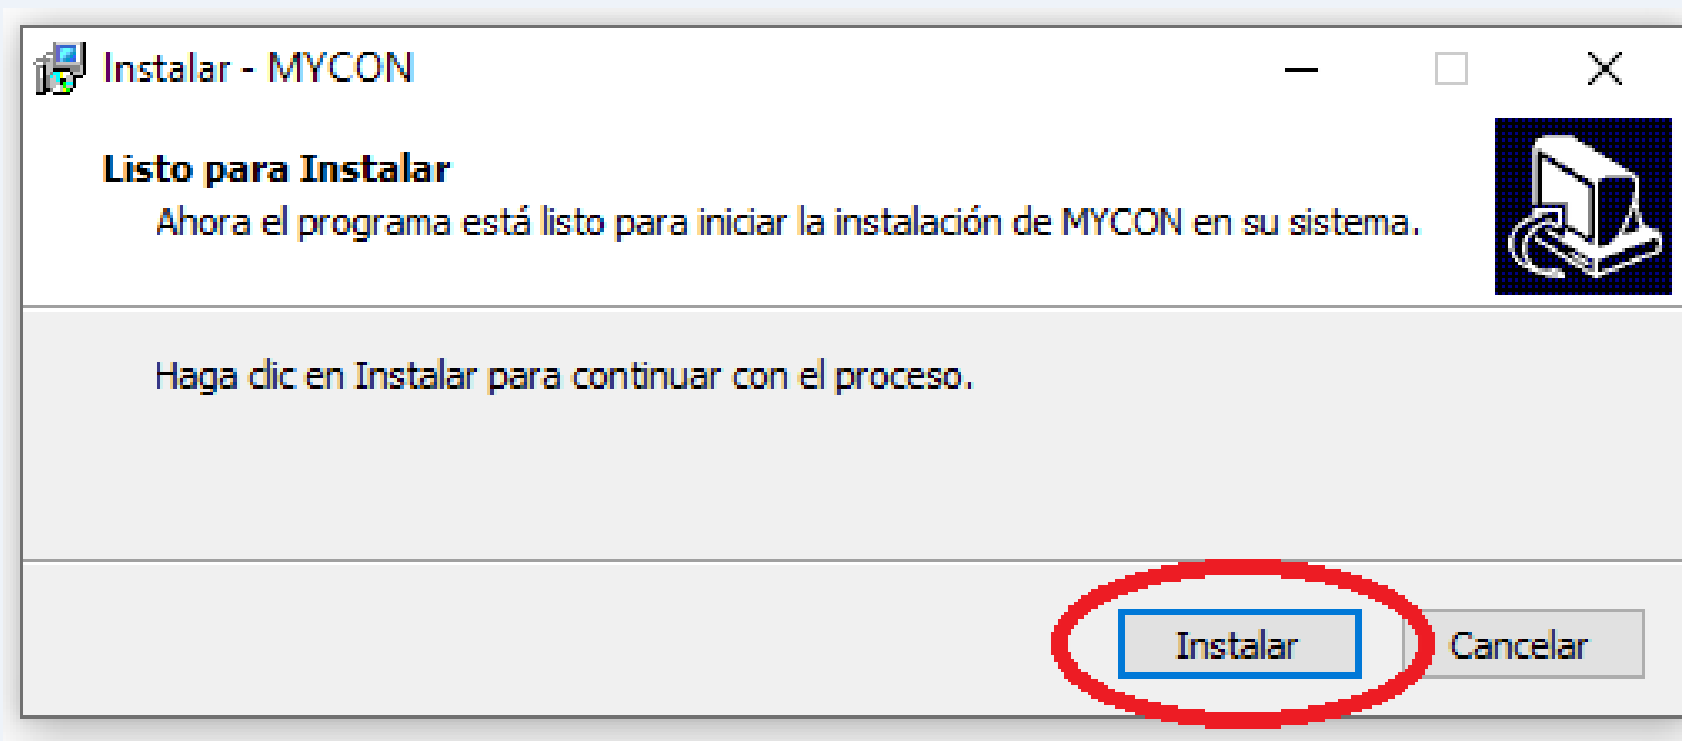 Instalar - MYCON
Listo para Instalar
Ahora el programa está listo para iniciar la instalación de MYCON en su sistema.
Haga clic en Instalar para continuar con el proceso.
Instalar
Cancelar